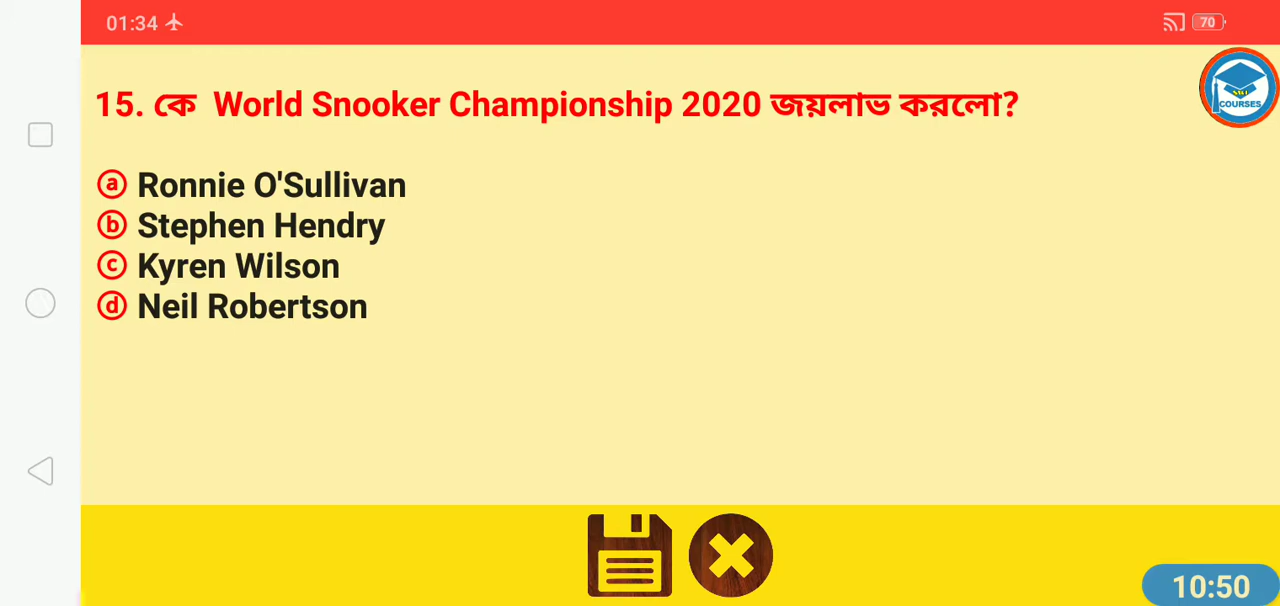 01:34
70
COURSES
15. কে World Snooker Championship 2020 জয়লাভ করলো?
a Ronnie O'Sullivan
b Stephen Hendry
c Kyren Wilson
d Neil Robertson
10:50